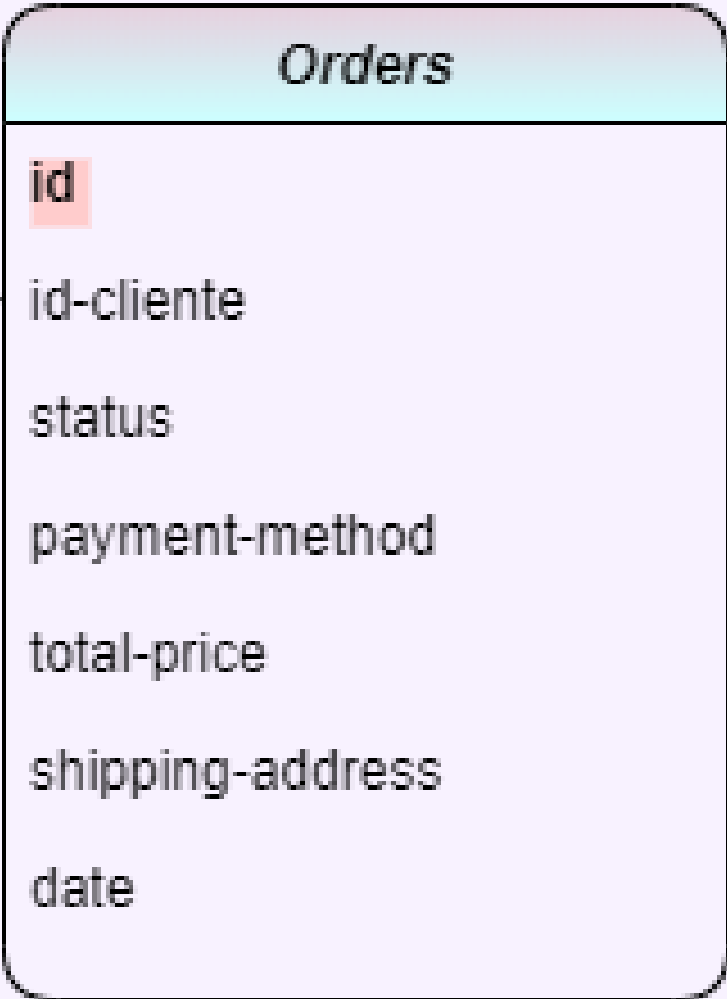 Orders
id
id-cliente
status
payment-method
total-price
shipping-address
date